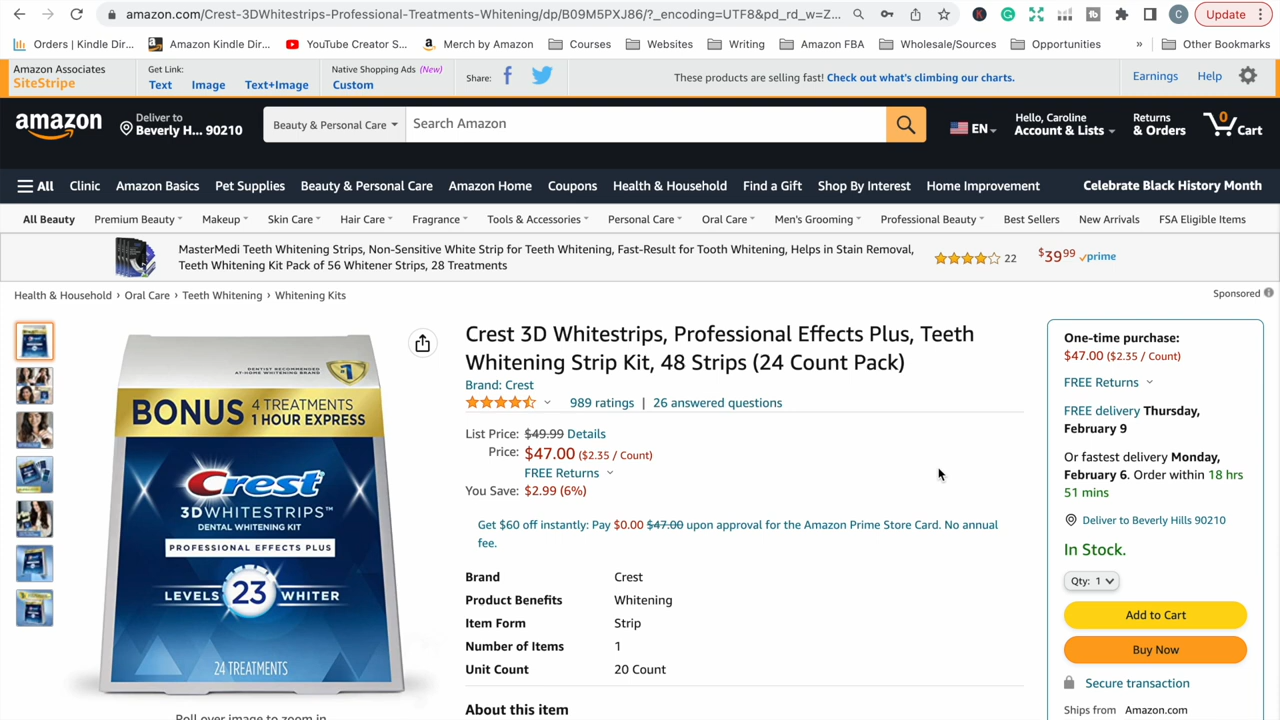 amazon.com/Crest-3DWhitestrips-Professional-Treatments-Whitening/dp/B09M5PXJ86/?_encoding=UTF8&pd_rd_w=Z...
C
Update
Orders | Kindle Dir...
Amazon Kindle Dir...
YouTube Creator S...
Merch by Amazon
Courses
Websites
Writing
Amazon FBA
Wholesale/Sources
Opportunities
»
Other Bookmarks
Amazon Associates
SiteStripe
Get Link:
Text Image Text+Image
Native Shopping Ads (New)
Custom
Share:
These products are selling fast! Check out what's climbing our charts.
Earnings
Help
amazon
Deliver to
Beverly H... 90210
Beauty & Personal Care
Search Amazon
EN
Hello, Caroline
Account & Lists
Returns
& Orders
0
Cart
All
Clinic
Amazon Basics
Pet Supplies
Beauty & Personal Care
Amazon Home
Coupons
Health & Household
Find a Gift
Shop By Interest
Home Improvement
Celebrate Black History Month
All Beauty
Premium Beauty
Makeup
Skin Care
Hair Care
Fragrance
Tools & Accessories
Personal Care
Oral Care
Men's Grooming
Professional Beauty
Best Sellers
New Arrivals
FSA Eligible Items
MasterMedi Teeth Whitening Strips, Non-Sensitive White Strip for Teeth Whitening, Fast-Result for Tooth Whitening, Helps in Stain Removal,
Teeth Whitening Kit Pack of 56 Whitener Strips, 28 Treatments
22
$39 99 prime
Health & Household › Oral Care › Teeth Whitening › Whitening Kits
Sponsored
DENTIST RECOMMENDED
AT-HOME WHITENING BRAND
#1
BONUS 4 TREATMENTS
1 HOUR EXPRESS
Crest
3DWHITESTRIPS™
DENTAL WHITENING KIT
PROFESSIONAL EFFECTS PLUS
LEVELS 23 WHITER
24 TREATMENTS
Roll over image to zoom in
Crest 3D Whitestrips, Professional Effects Plus, Teeth
Whitening Strip Kit, 48 Strips (24 Count Pack)
Brand: Crest
989 ratings | 26 answered questions
List Price: $49.99 Details
Price: $47.00 ($2.35 / Count)
FREE Returns
You Save: $2.99 (6%)
Get $60 off instantly: Pay $0.00 $47.00 upon approval for the Amazon Prime Store Card. No annual
fee.
Brand Crest
Product Benefits Whitening
Item Form Strip
Number of Items 1
Unit Count 20 Count
About this item
One-time purchase:
$47.00 ($2.35 / Count)
FREE Returns
FREE delivery Thursday,
February 9
Or fastest delivery Monday,
February 6. Order within 18 hrs
51 mins
Deliver to Beverly Hills 90210
In Stock.
Qty: 1
Add to Cart
Buy Now
Secure transaction
Ships from Amazon.com